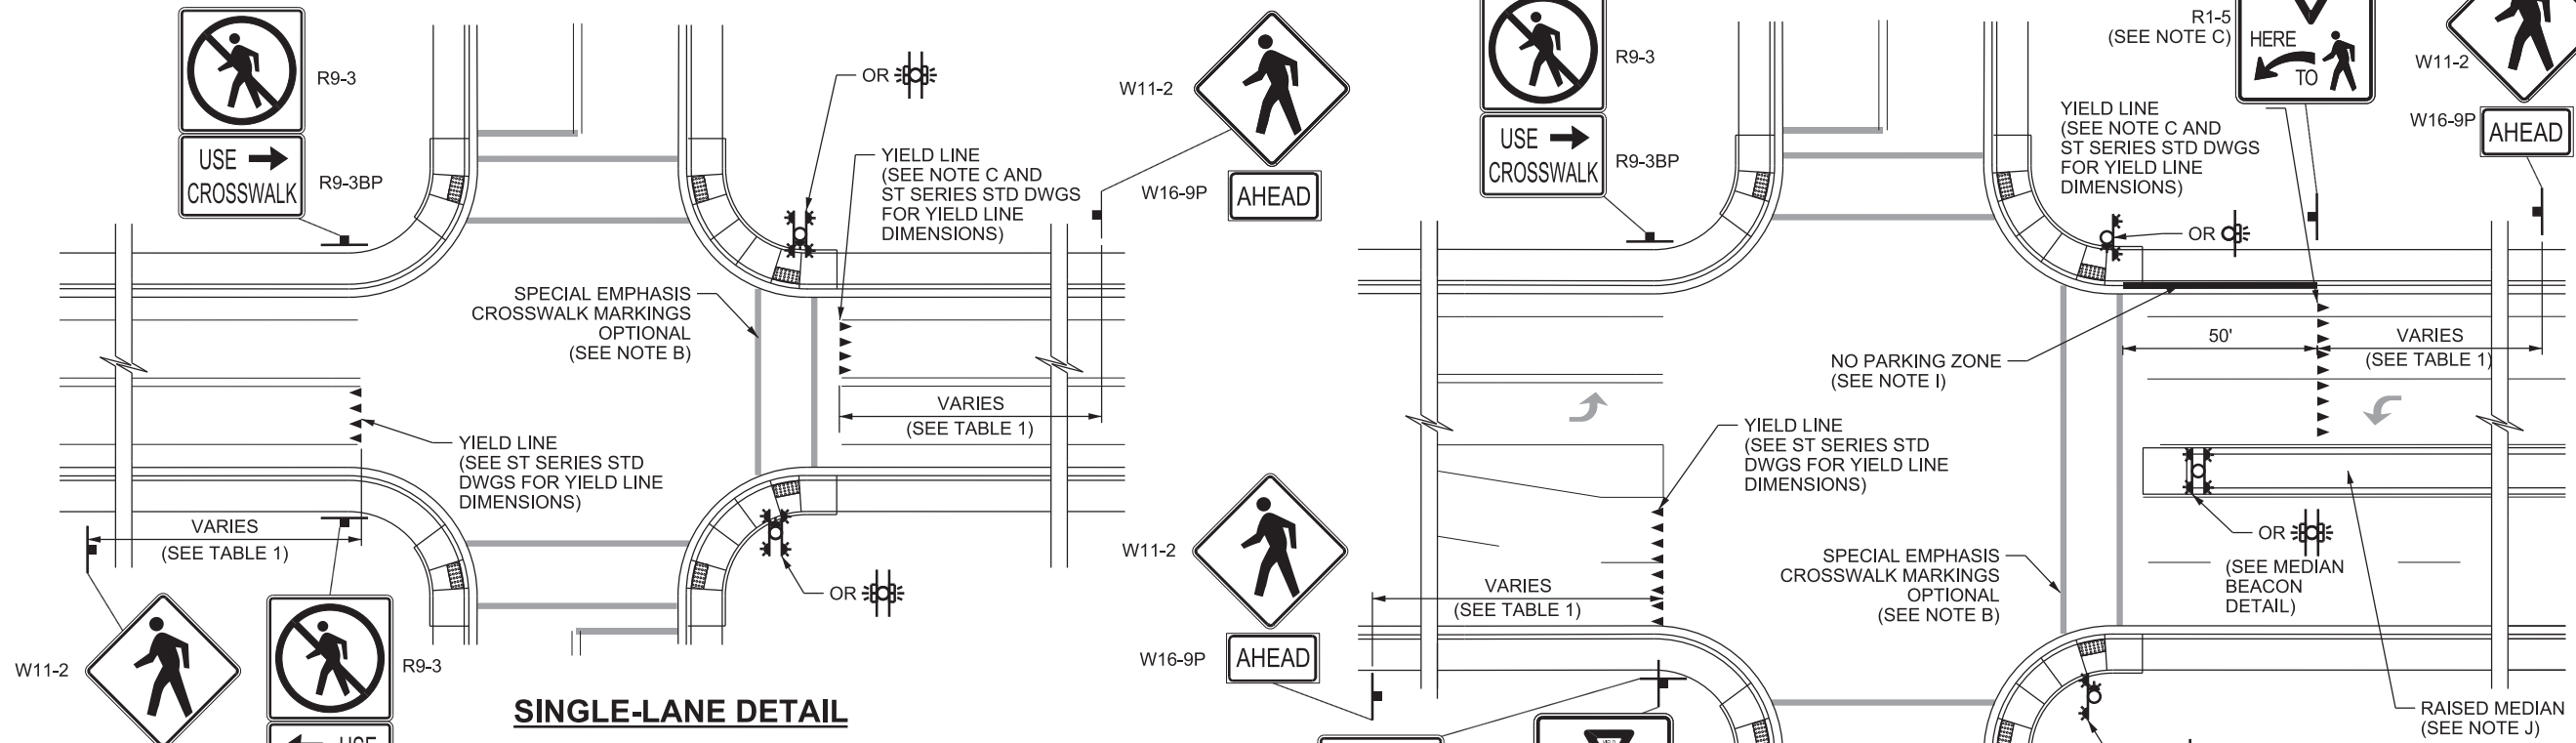 R9-3
USE
CROSSWALK
R9-3BP
OR
YIELD LINE
(SEE NOTE C AND
ST SERIES STD DWGS
FOR YIELD LINE
DIMENSIONS)
W11-2
W16-9P
AHEAD
SPECIAL EMPHASIS
CROSSWALK MARKINGS
OPTIONAL
(SEE NOTE B)
VARIES
(SEE TABLE 1)
YIELD LINE
(SEE ST SERIES STD
DWGS FOR YIELD LINE
DIMENSIONS)
VARIES
(SEE TABLE 1)
OR
W11-2
R9-3
USE
SINGLE-LANE DETAIL
W11-2
W16-9P
AHEAD
R9-3
USE
CROSSWALK
R9-3BP
R1-5
(SEE NOTE C)
HERE
TO
W11-2
W16-9P
AHEAD
YIELD LINE
(SEE NOTE C AND
ST SERIES STD DWGS
FOR YIELD LINE
DIMENSIONS)
OR
NO PARKING ZONE
(SEE NOTE I)
50'
VARIES
(SEE TABLE 1)
YIELD LINE
(SEE ST SERIES STD
DWGS FOR YIELD LINE
DIMENSIONS)
SPECIAL EMPHASIS
CROSSWALK MARKINGS
OPTIONAL
(SEE NOTE B)
OR
(SEE MEDIAN
BEACON
DETAIL)
VARIES
(SEE TABLE 1)
RAISED MEDIAN
(SEE NOTE J)